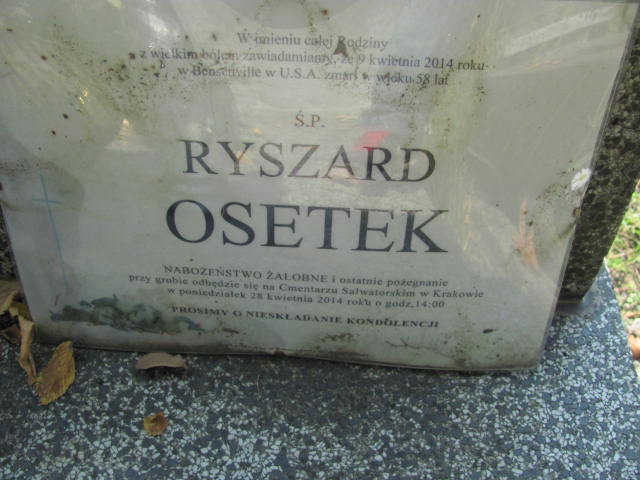 W imieniu całej Rodziny
z wielkim bólem zawiadamiamy, że 9 kwietnia 2014 roku
w Bensenville w U.S.A. zmarł w wieku 58 lat
Ś.P.
RYSZARD
OSETEK
NABOŻEŃSTWO ŻAŁOBNE i ostatnie pożegnanie
przy grobie odbędzie się na Cmentarzu Salwatorskim w Krakowie
w poniedziałek 28 kwietnia 2014 roku o godz. 14:00
PROSIMY O NIESKŁADANIE KONDOLENCJI